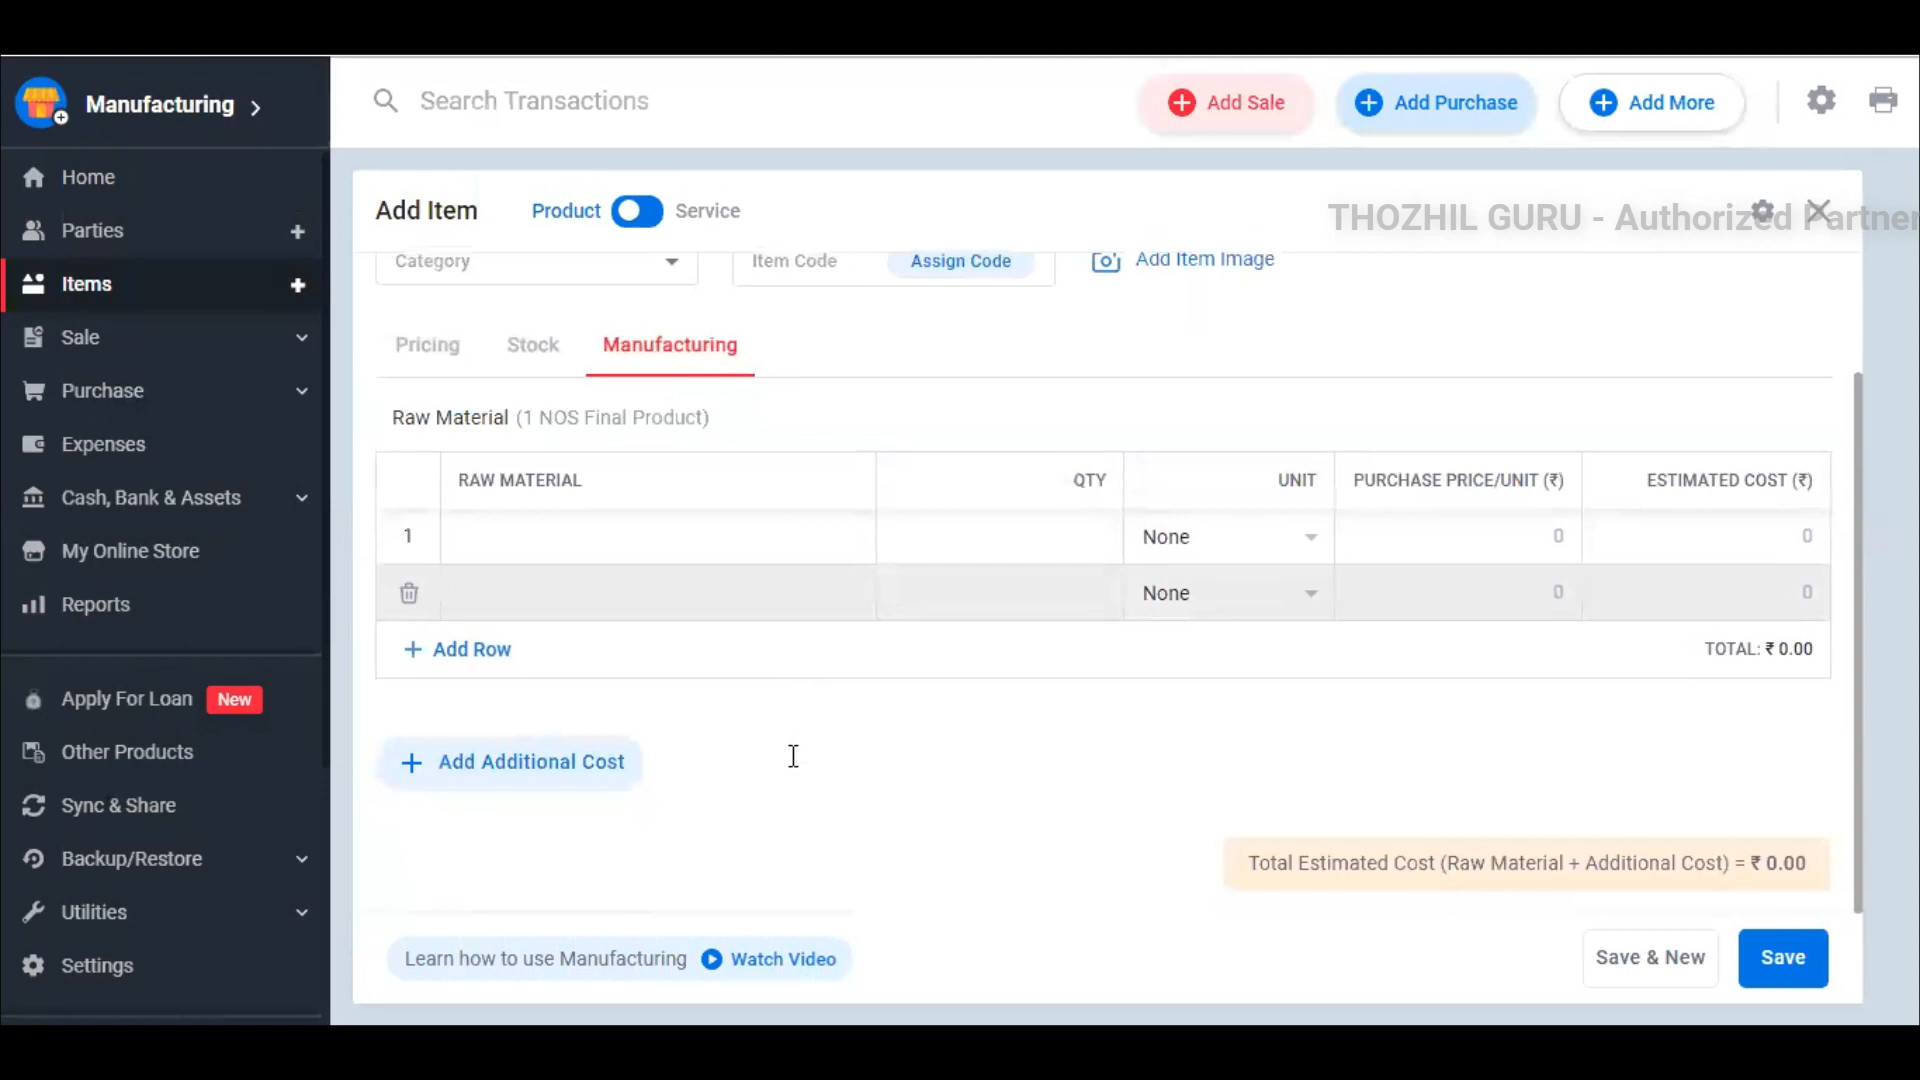 Manufacturing
Search Transactions
Add Sale
Add Purchase
Add More
Home
Parties
Items
Sale
Purchase
Expenses
Cash, Bank & Assets
My Online Store
Reports
Apply For Loan New
Other Products
Sync & Share
Backup/Restore
Utilities
Settings
Add Item
Product Service
THOZHIL GURU - Authorized Partner
Category
Item Code Assign Code
Add Item Image
Pricing Stock Manufacturing
Raw Material (1 NOS Final Product)
RAW MATERIAL QTY UNIT PURCHASE PRICE/UNIT (₹) ESTIMATED COST (₹)
1 None 0 0
None 0 0
+ Add Row TOTAL: ₹ 0.00
+ Add Additional Cost
Total Estimated Cost (Raw Material + Additional Cost) = ₹ 0.00
Learn how to use Manufacturing Watch Video
Save & New Save